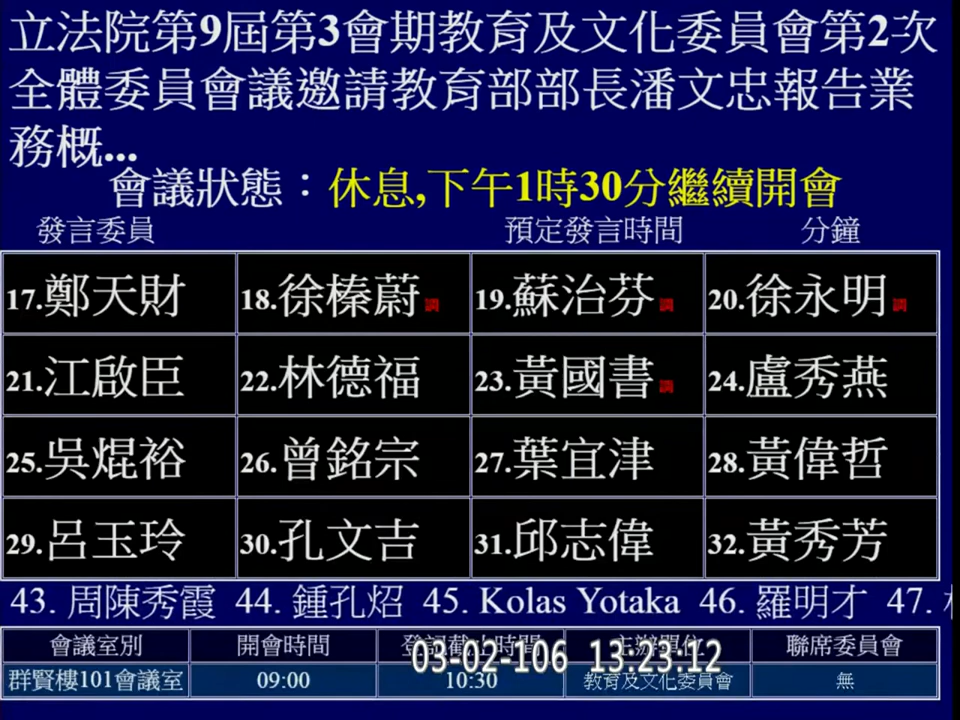 立法院第9屆第3會期教育及文化委員會第2次
全體委員會議邀請教育部部長潘文忠報告業
務概...
會議狀態：休息,下午1時30分繼續開會
發言委員 預定發言時間 分鐘
17.鄭天財 18.徐榛蔚 19.蘇治芬 20.徐永明
21.江啟臣 22.林德福 23.黃國書 24.盧秀燕
25.吳焜裕 26.曾銘宗 27.葉宜津 28.黃偉哲
29.呂玉玲 30.孔文吉 31.邱志偉 32.黃秀芳
43. 周陳秀霞 44. 鍾孔炤 45. Kolas Yotaka 46. 羅明才 47.
會議室別 開會時間 登記截止時間 主辦單位 聯席委員會
03-02-106 13:23:12
群賢樓101會議室 09:00 10:30 教育及文化委員會 無